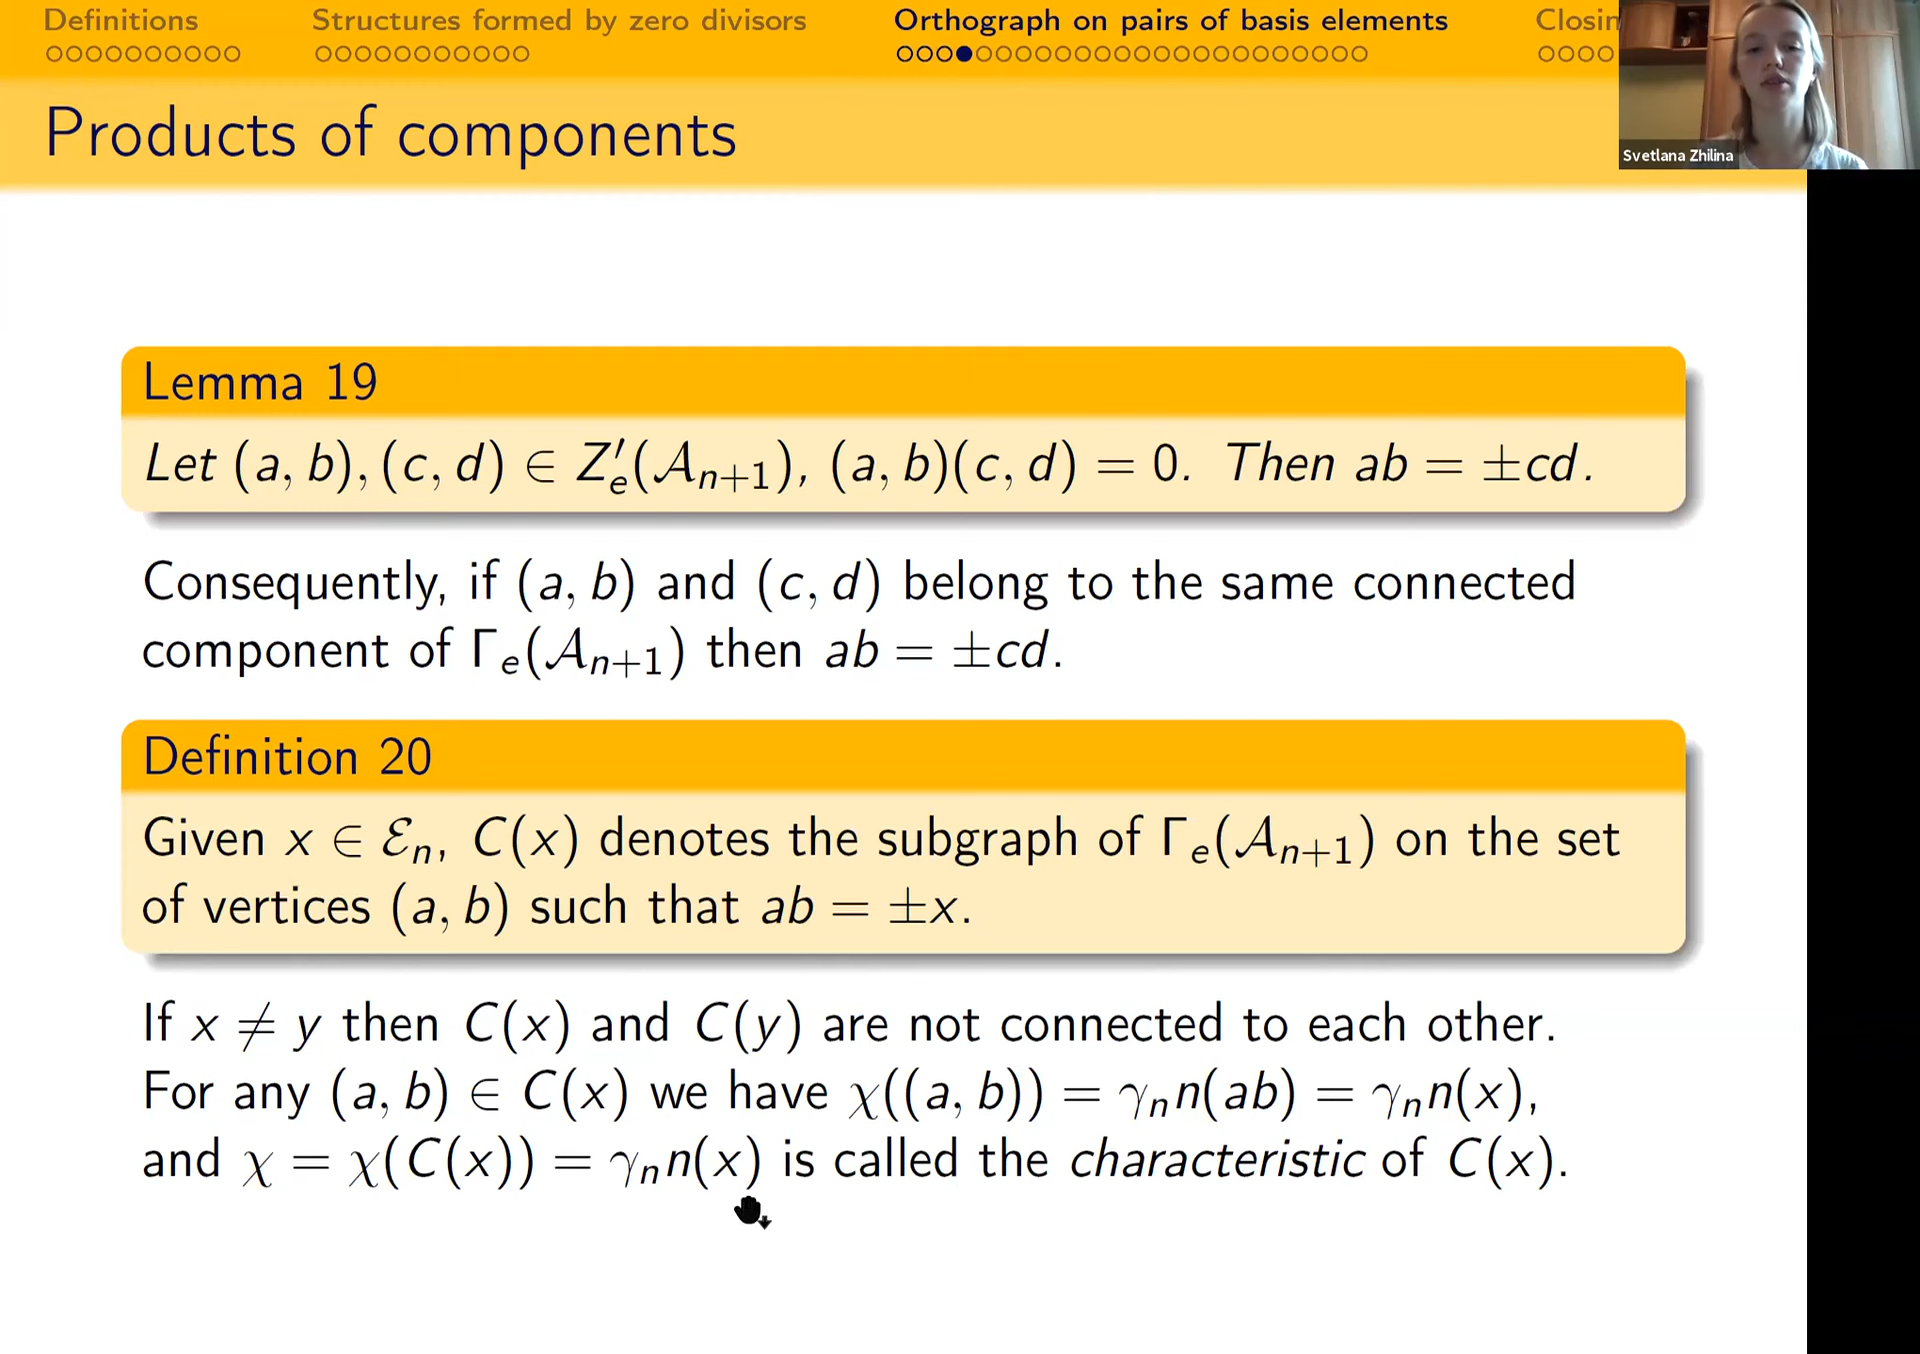 Definitions Structures formed by zero divisors Orthograph on pairs of basis elements Closin
Svetlana Zhilina
Products of components
Lemma 19
Let (a, b), (c, d) ∈ Z′ₑ(𝒜ₙ₊₁), (a, b)(c, d) = 0. Then ab = ±cd.
Consequently, if (a, b) and (c, d) belong to the same connected
component of Γₑ(𝒜ₙ₊₁) then ab = ±cd.
Definition 20
Given x ∈ ℰₙ, C(x) denotes the subgraph of Γₑ(𝒜ₙ₊₁) on the set
of vertices (a, b) such that ab = ±x.
If x ≠ y then C(x) and C(y) are not connected to each other.
For any (a, b) ∈ C(x) we have χ((a, b)) = γₙn(ab) = γₙn(x),
and χ = χ(C(x)) = γₙn(x) is called the characteristic of C(x).